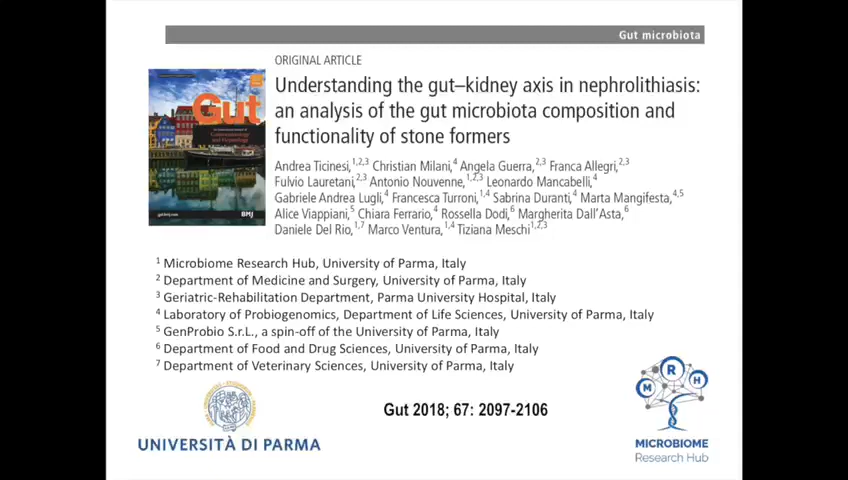 Gut microbiota
ORIGINAL ARTICLE
Understanding the gut–kidney axis in nephrolithiasis:
an analysis of the gut microbiota composition and
functionality of stone formers
Gut
BMJ
Andrea Ticinesi,1,2,3 Christian Milani,4 Angela Guerra,2,3 Franca Allegri,2,3
Fulvio Lauretani,2,3 Antonio Nouvenne,1,2,3 Leonardo Mancabelli,4
Gabriele Andrea Lugli,4 Francesca Turroni,1,4 Sabrina Duranti,4 Marta Mangifesta,4,5
Alice Viappiani,5 Chiara Ferrario,4 Rossella Dodi,6 Margherita Dall'Asta,6
Daniele Del Rio,1,7 Marco Ventura,1,4 Tiziana Meschi1,2,3
1 Microbiome Research Hub, University of Parma, Italy
2 Department of Medicine and Surgery, University of Parma, Italy
3 Geriatric-Rehabilitation Department, Parma University Hospital, Italy
4 Laboratory of Probiogenomics, Department of Life Sciences, University of Parma, Italy
5 GenProbio S.r.L., a spin-off of the University of Parma, Italy
6 Department of Food and Drug Sciences, University of Parma, Italy
7 Department of Veterinary Sciences, University of Parma, Italy
UNIVERSITÀ DI PARMA
Gut 2018; 67: 2097-2106
M R H
MICROBIOME
Research Hub